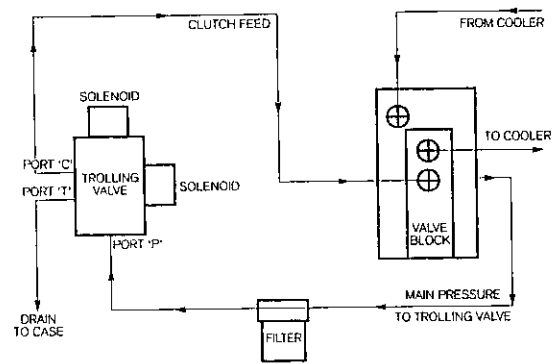 CLUTCH FEED
FROM COOLER
SOLENOID
TO COOLER
PORT 'C'
TROLLING
VALVE
PORT 'T'
SOLENOID
VALVE
BLOCK
PORT 'P'
MAIN PRESSURE
TO TROLLING VALVE
DRAIN
TO CASE
FILTER